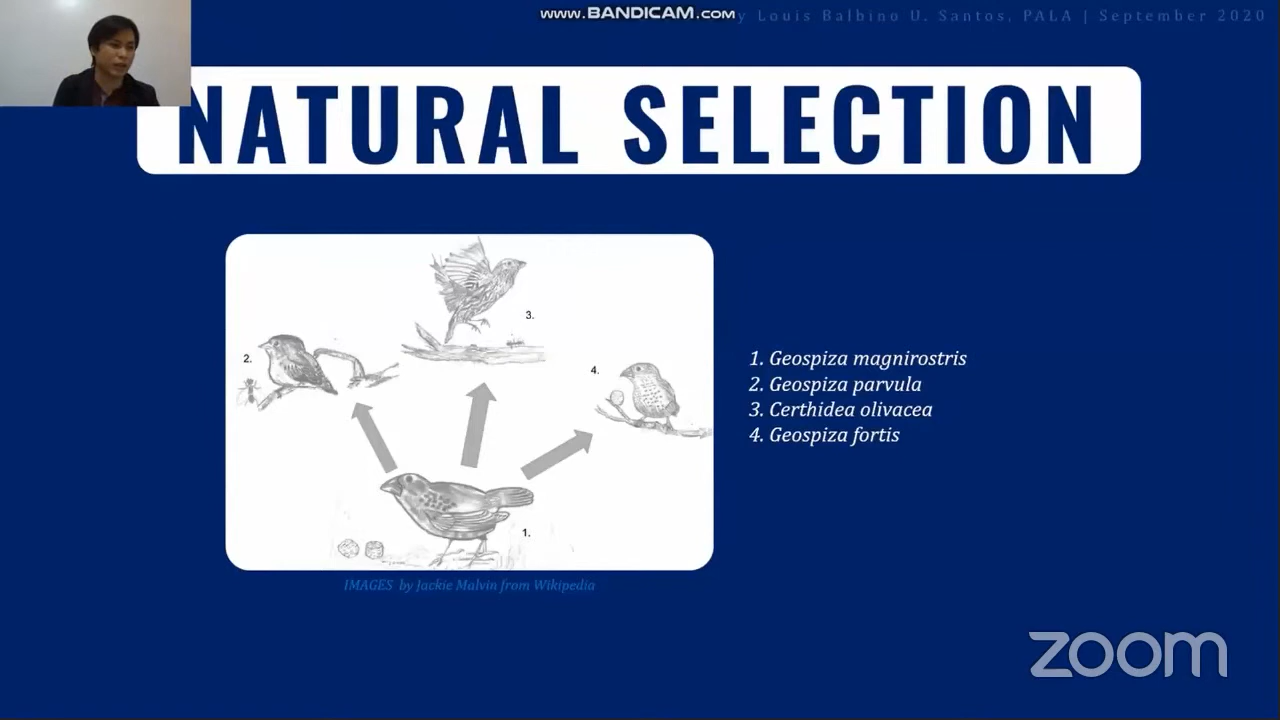 www.BANDICAM.com
y Louis Balbino U. Santos, PALA | September 2020
NATURAL SELECTION
3.
2.
4.
1.
1. Geospiza magnirostris
2. Geospiza parvula
3. Certhidea olivacea
4. Geospiza fortis
IMAGES by Jackie Malvin from Wikipedia
zoom